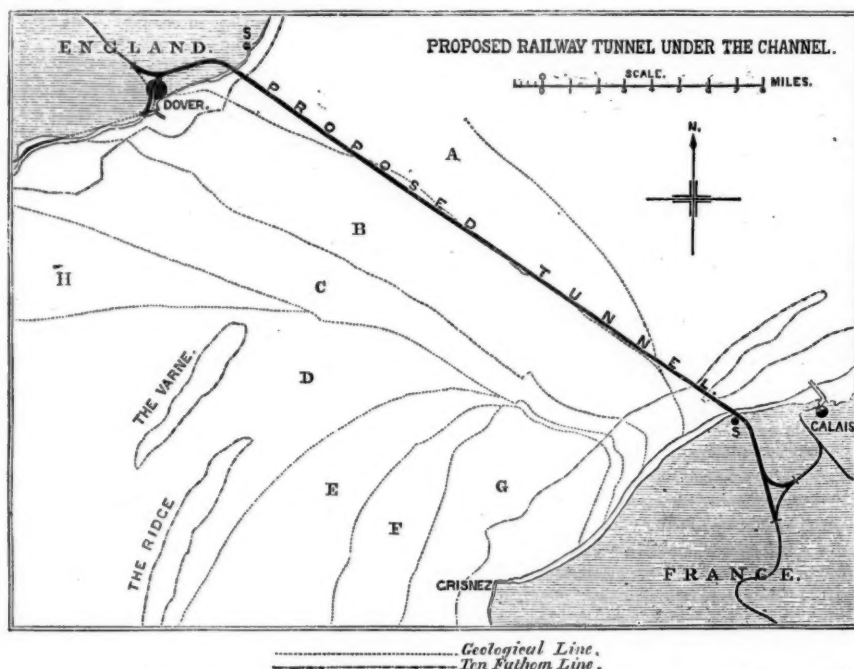 PROPOSED RAILWAY TUNNEL UNDER THE CHANNEL.
SCALE.
MILES.
ENGLAND.
S
DOVER.
N.
PROPOSED TUNNEL.
A
B
C
H
D
THE VARNE.
THE RIDGE
E
F
G
GRISNEZ
S
CALAIS
FRANCE.
Geological Line.
Ten Fathom Line.